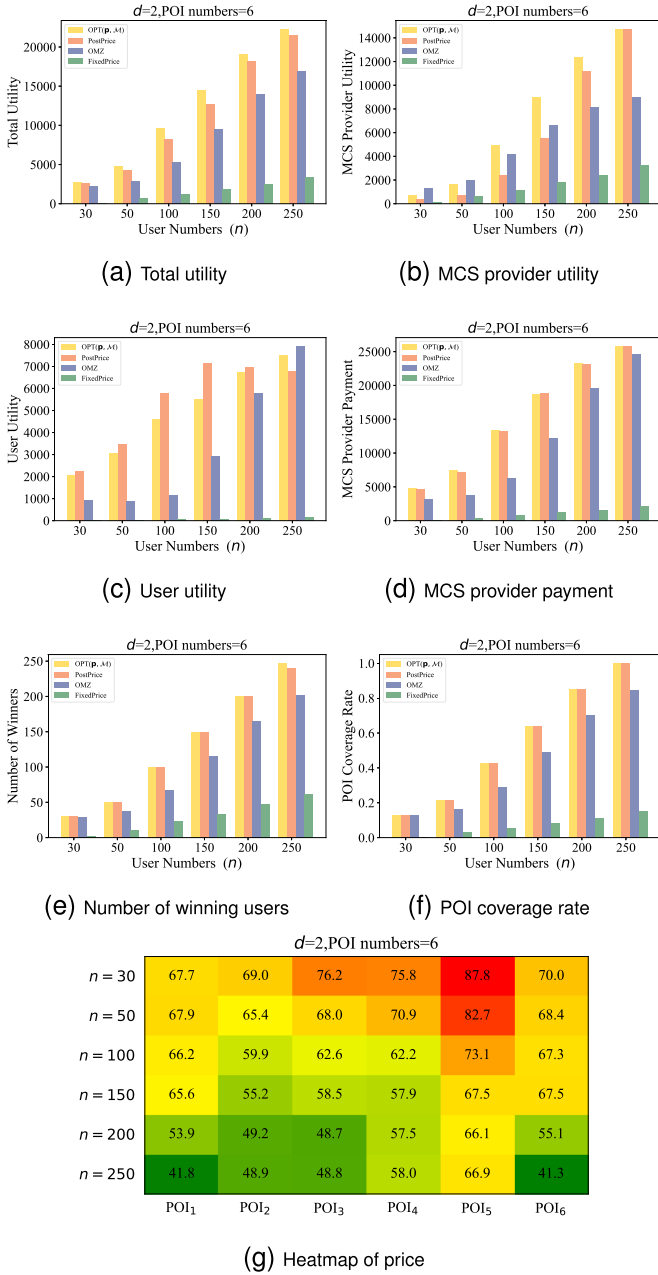 d=2,POI numbers=6
OPT(p, M)
PostPrice
OMZ
FixedPrice
Total Utility
20000
15000
10000
5000
0
30 50 100 150 200 250
User Numbers (n)
(a) Total utility
d=2,POI numbers=6
OPT(p, M)
PostPrice
OMZ
FixedPrice
MCS Provider Utility
14000
12000
10000
8000
6000
4000
2000
0
30 50 100 150 200 250
User Numbers (n)
(b) MCS provider utility
d=2,POI numbers=6
OPT(p, M)
PostPrice
OMZ
FixedPrice
User Utility
8000
7000
6000
5000
4000
3000
2000
1000
0
30 50 100 150 200 250
User Numbers (n)
(c) User utility
d=2,POI numbers=6
OPT(p, M)
PostPrice
OMZ
FixedPrice
MCS Provider Payment
25000
20000
15000
10000
5000
0
30 50 100 150 200 250
User Numbers (n)
(d) MCS provider payment
d=2,POI numbers=6
OPT(p, M)
PostPrice
OMZ
FixedPrice
Number of Winners
250
200
150
100
50
0
30 50 100 150 200 250
User Numbers (n)
(e) Number of winning users
d=2,POI numbers=6
OPT(p, M)
PostPrice
OMZ
FixedPrice
POI Coverage Rate
1.0
0.8
0.6
0.4
0.2
0.0
30 50 100 150 200 250
User Numbers (n)
(f) POI coverage rate
d=2,POI numbers=6
n = 30 67.7 69.0 76.2 75.8 87.8 70.0
n = 50 67.9 65.4 68.0 70.9 82.7 68.4
n = 100 66.2 59.9 62.6 62.2 73.1 67.3
n = 150 65.6 55.2 58.5 57.9 67.5 67.5
n = 200 53.9 49.2 48.7 57.5 66.1 55.1
n = 250 41.8 48.9 48.8 58.0 66.9 41.3
POI₁ POI₂ POI₃ POI₄ POI₅ POI₆
(g) Heatmap of price